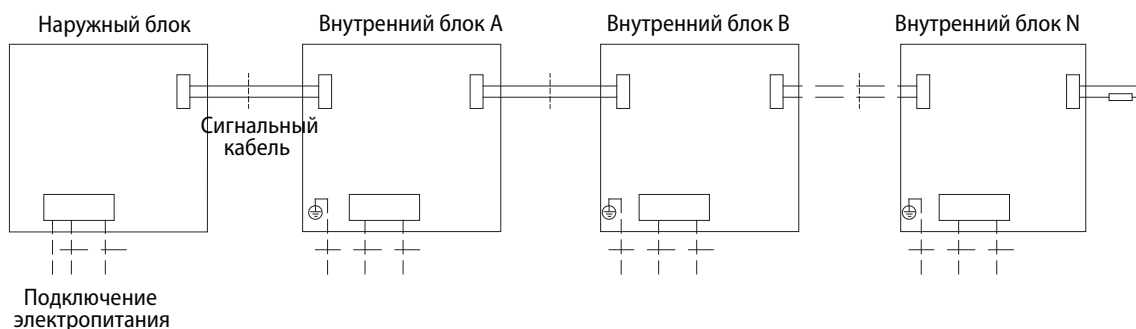 Наружный блок
Внутренний блок A
Внутренний блок B
Внутренний блок N
Сигнальный
кабель
Подключение
электропитания